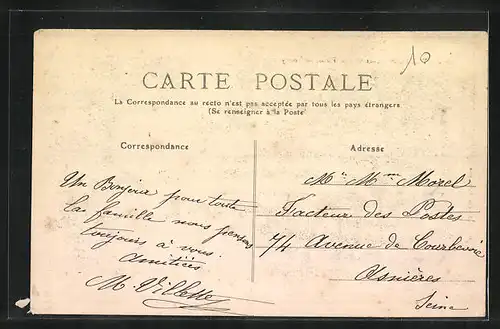 10
CARTE POSTALE
La Correspondance au recto n'est pas acceptée par tous les pays étrangers
(Se renseigner à la Poste)
Correspondance
Un Bonjour pour toute
la famille nous pensons
toujours à vous.
Amitiés
M. Villette
Adresse
Mr Mme Morel
Facteur des Postes
74 Avenue de Courbevoie
Asnières
Seine